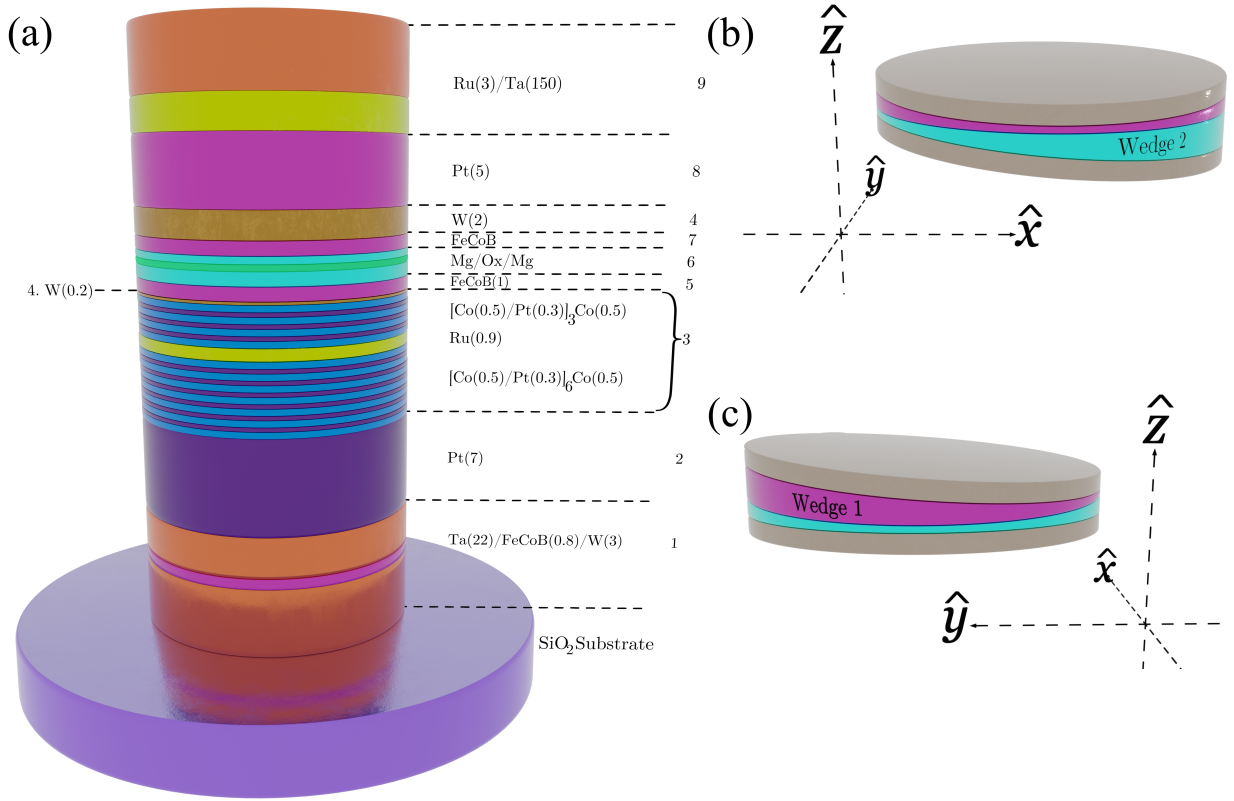 (a)
Ru(3)/Ta(150) 9
Pt(5) 8
W(2) 4
FeCoB 7
Mg/Ox/Mg 6
FeCoB(1) 5
4. W(0.2)
[Co(0.5)/Pt(0.3)]3Co(0.5)
Ru(0.9) 3
[Co(0.5)/Pt(0.3)]6Co(0.5)
Pt(7) 2
Ta(22)/FeCoB(0.8)/W(3) 1
SiO2Substrate
(b)
ẑ
Wedge 2
ŷ
x̂
(c)
ẑ
Wedge 1
x̂
ŷ